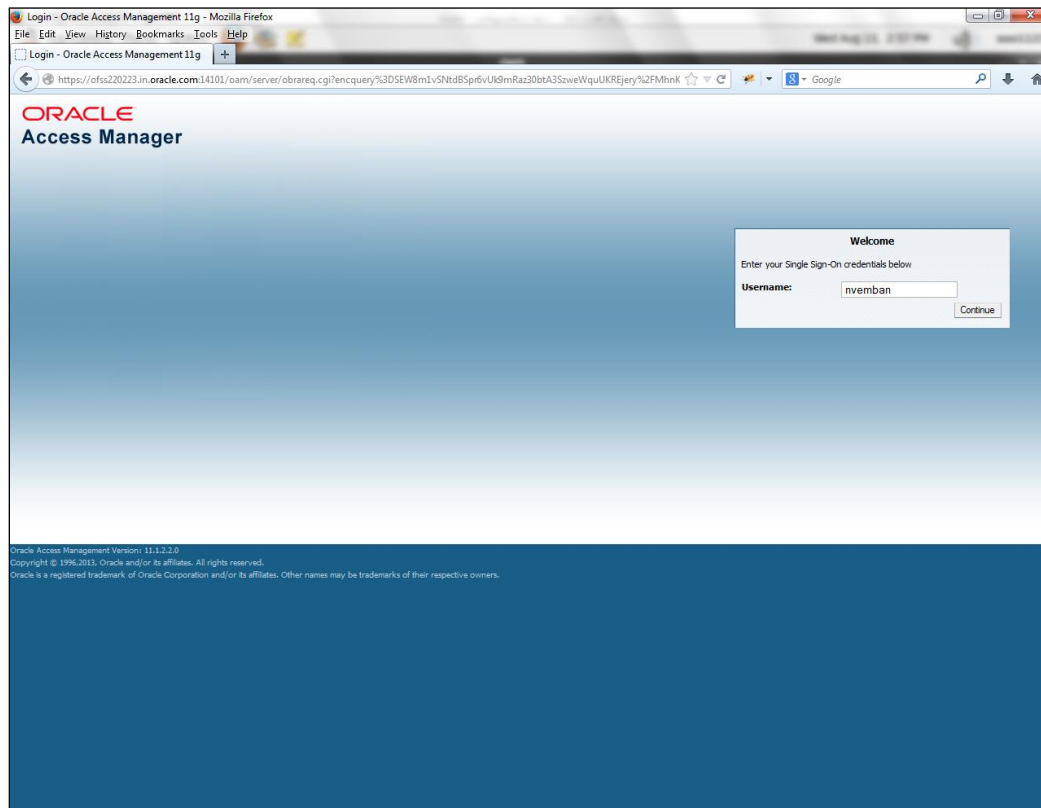 Login - Oracle Access Management 11g - Mozilla Firefox
File Edit View History Bookmarks Tools Help
Login - Oracle Access Management 11g +
https://ofss220223.in.oracle.com:14101/oam/server/obrareq.cgi?encquery%3DSEW8m1vSNtdBSpr6vUk9mRaz30btA3SzweWquUKREjery%2FMhnK
Google
ORACLE
Access Manager
Welcome
Enter your Single Sign-On credentials below
Username: nvemban
Continue
Oracle Access Management Version: 11.1.2.2.0
Copyright © 1996,2013, Oracle and/or its affiliates. All rights reserved.
Oracle is a registered trademark of Oracle Corporation and/or its affiliates. Other names may be trademarks of their respective owners.